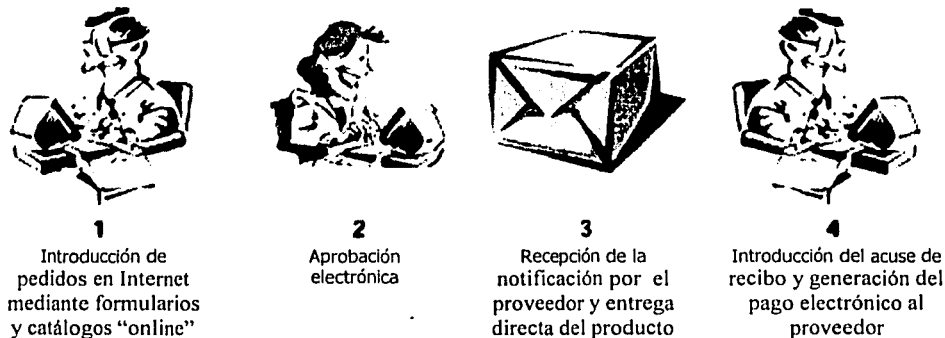 1
Introducción de
pedidos en Internet
mediante formularios
y catálogos “online”
2
Aprobación
electrónica
3
Recepción de la
notificación por el
proveedor y entrega
directa del producto
4
Introducción del acuse de
recibo y generación del
pago electrónico al
proveedor